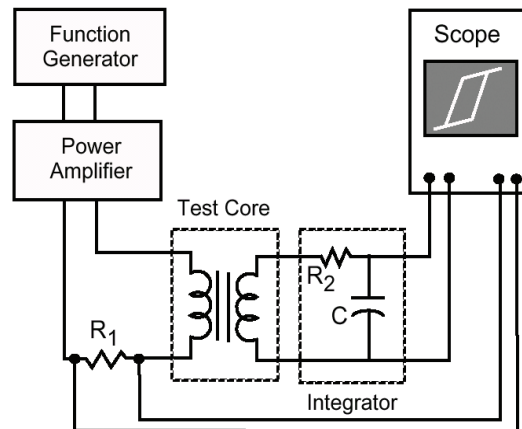 Function
Generator
Scope
Power
Amplifier
Test Core
R1
R2
C
Integrator